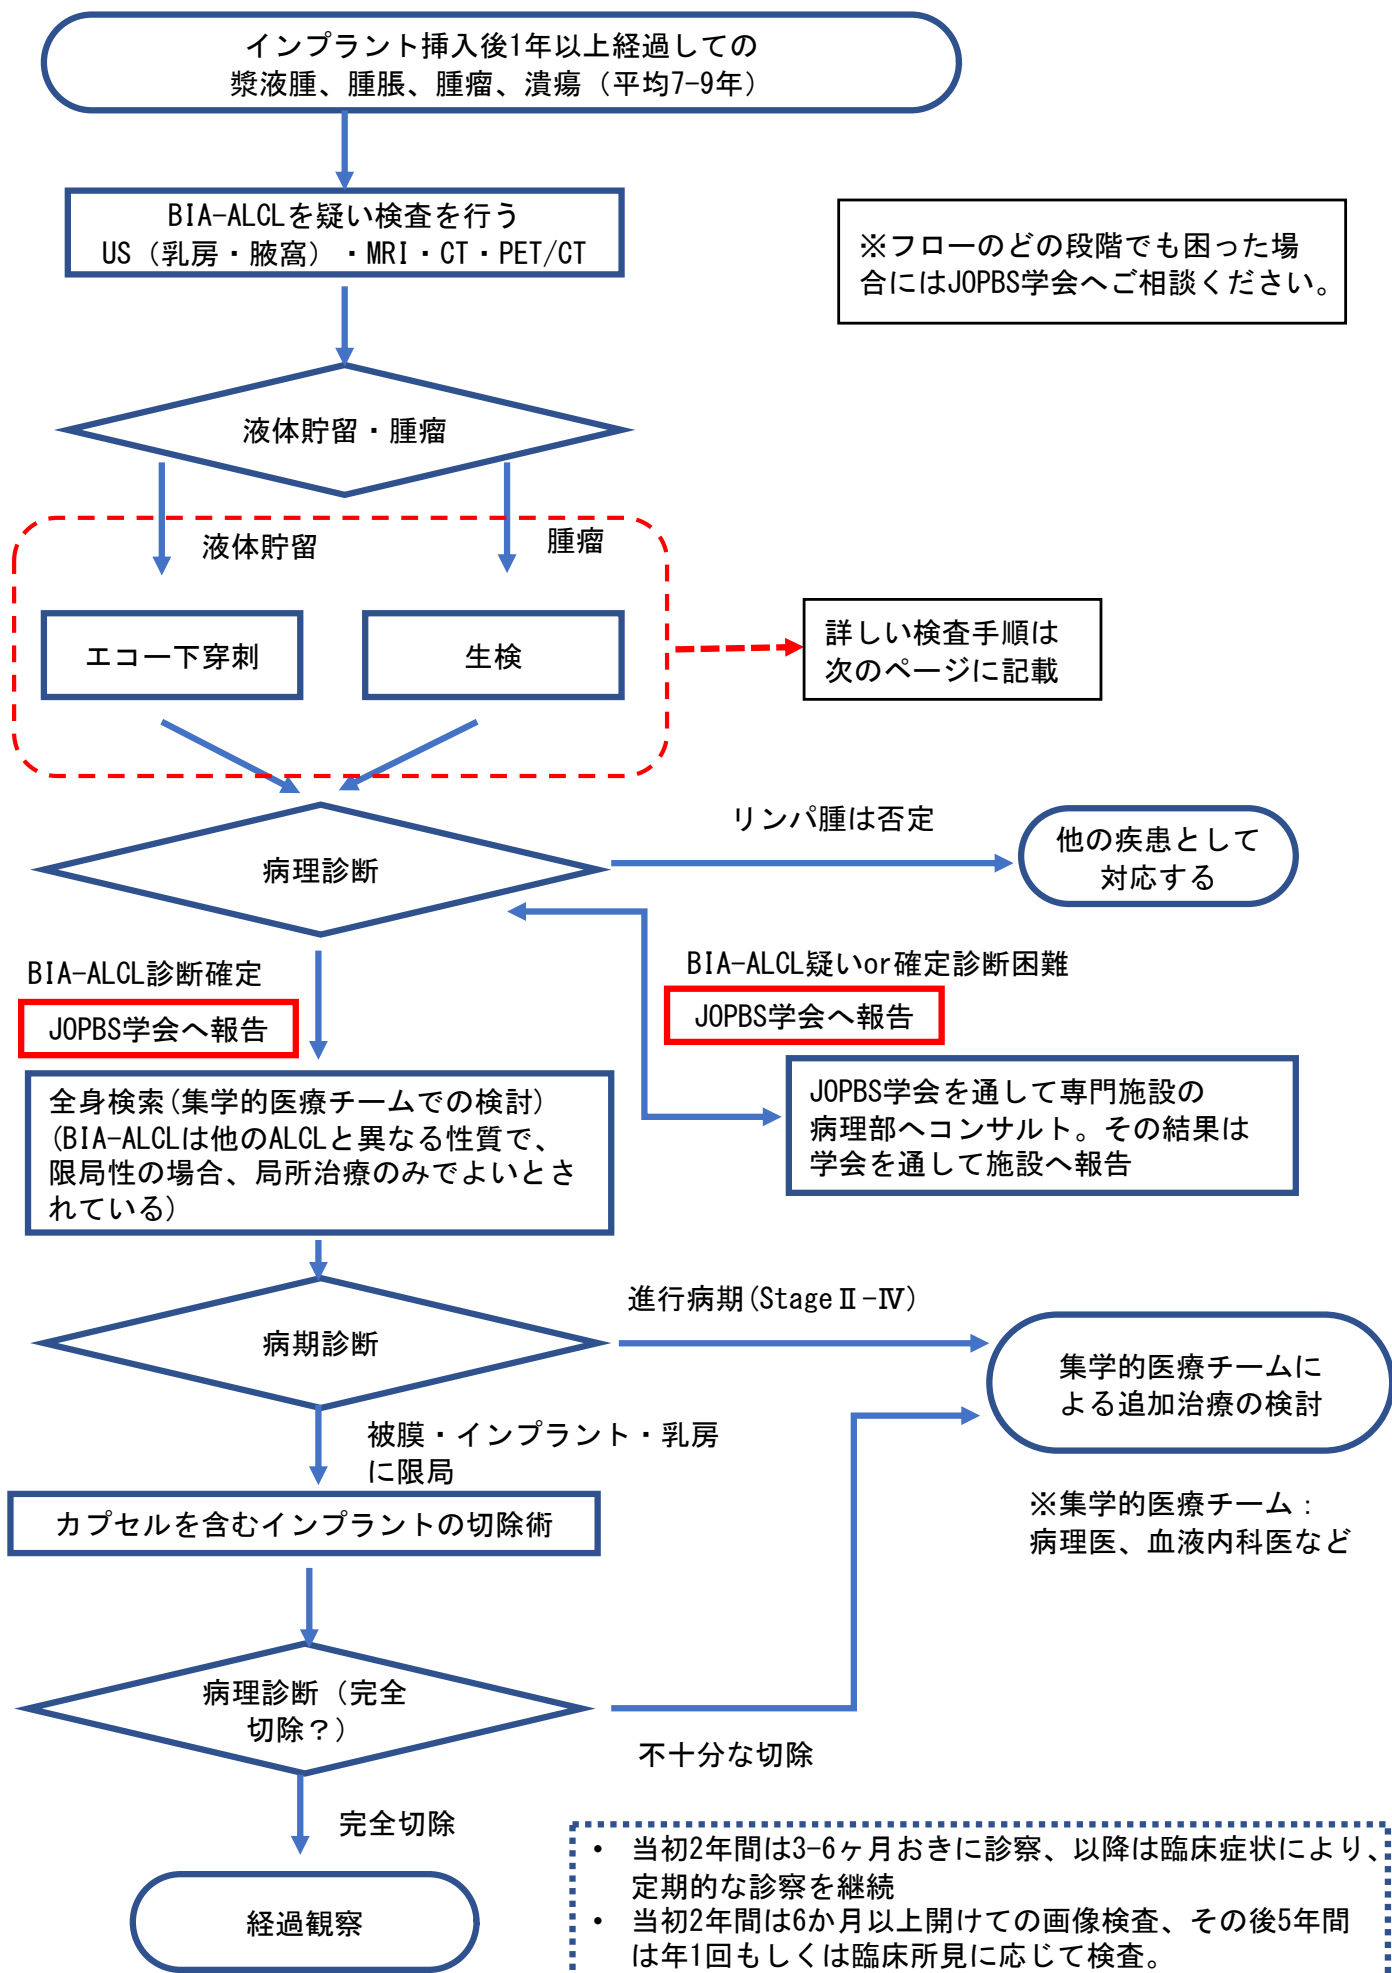 インプラント挿入後1年以上経過しての
漿液腫、腫脹、腫瘤、潰瘍（平均7-9年）
BIA-ALCLを疑い検査を行う
US（乳房・腋窩）・MRI・CT・PET/CT
※フローのどの段階でも困った場
合にはJOPBS学会へご相談ください。
液体貯留・腫瘤
液体貯留
腫瘤
エコー下穿刺
生検
詳しい検査手順は
次のページに記載
リンパ腫は否定
病理診断
他の疾患として
対応する
BIA-ALCL診断確定
JOPBS学会へ報告
BIA-ALCL疑いor確定診断困難
JOPBS学会へ報告
全身検索(集学的医療チームでの検討)
(BIA-ALCLは他のALCLと異なる性質で、
限局性の場合、局所治療のみでよいとさ
れている)
JOPBS学会を通して専門施設の
病理部へコンサルト。その結果は
学会を通して施設へ報告
進行病期(StageⅡ-Ⅳ)
病期診断
集学的医療チームに
よる追加治療の検討
被膜・インプラント・乳房
に限局
※集学的医療チーム：
病理医、血液内科医など
カプセルを含むインプラントの切除術
病理診断（完全
切除？）
不十分な切除
完全切除
経過観察
• 当初2年間は3-6ヶ月おきに診察、以降は臨床症状により、
定期的な診察を継続
• 当初2年間は6か月以上開けての画像検査、その後5年間
は年1回もしくは臨床所見に応じて検査。